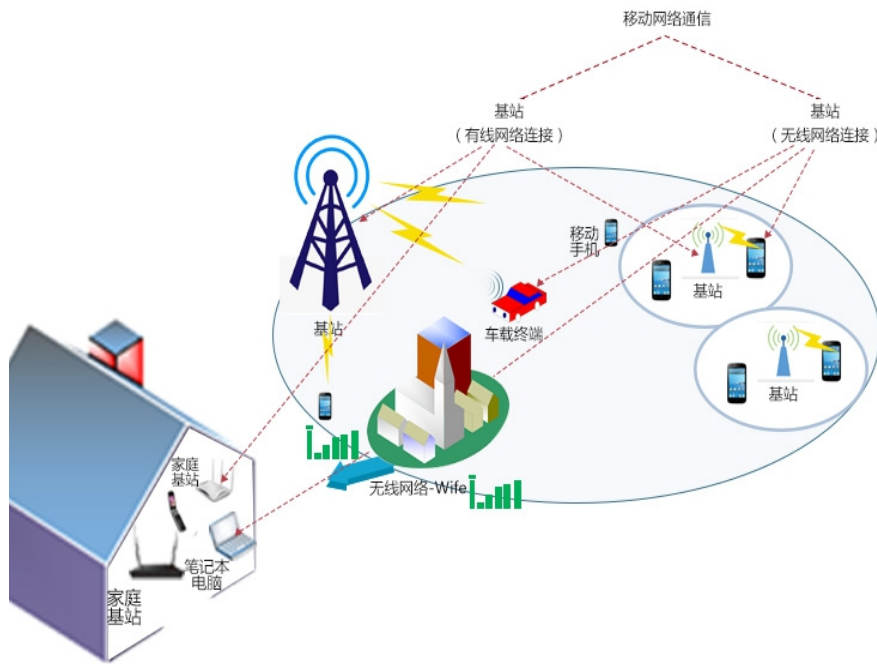 移动网络通信
基站
（有线网络连接）
基站
（无线网络连接）
移动
手机
基站
基站
车载终端
基站
家庭
基站
无线网络-Wife
笔记本
电脑
家庭
基站